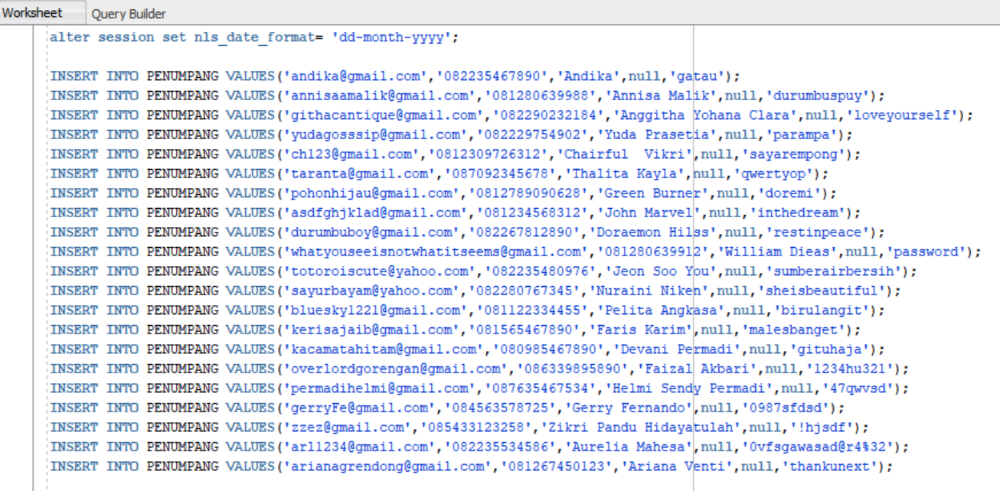 Worksheet Query Builder
alter session set nls_date_format= 'dd-month-yyyy';
INSERT INTO PENUMPANG VALUES('andika@gmail.com','082235467890','Andika',null,'gatau');
INSERT INTO PENUMPANG VALUES('annisaamalik@gmail.com','081280639988','Annisa Malik',null,'durumbuspuy');
INSERT INTO PENUMPANG VALUES('githacantique@gmail.com','082290232184','Anggitha Yohana Clara',null,'loveyourself');
INSERT INTO PENUMPANG VALUES('yudagosssip@gmail.com','082229754902','Yuda Prasetia',null,'parampa');
INSERT INTO PENUMPANG VALUES('ch123@gmail.com','0812309726312','Chairful  Vikri',null,'sayarempong');
INSERT INTO PENUMPANG VALUES('taranta@gmail.com','087092345678','Thalita Kayla',null,'qwertyop');
INSERT INTO PENUMPANG VALUES('pohonhijau@gmail.com','0812789090628','Green Burner',null,'doremi');
INSERT INTO PENUMPANG VALUES('asdfghjklad@gmail.com','081234568312','John Marvel',null,'inthedream');
INSERT INTO PENUMPANG VALUES('durumbuboy@gmail.com','082267812890','Doraemon Hilss',null,'restinpeace');
INSERT INTO PENUMPANG VALUES('whatyouseeisnotwhatitseems@gmail.com','081280639912','William Dieas',null,'password');
INSERT INTO PENUMPANG VALUES('totoroiscute@yahoo.com','082235480976','Jeon Soo You',null,'sumberairbersih');
INSERT INTO PENUMPANG VALUES('sayurbayam@yahoo.com','082280767345','Nuraini Niken',null,'sheisbeautiful');
INSERT INTO PENUMPANG VALUES('bluesky1221@gmail.com','081122334455','Pelita Angkasa',null,'birulangit');
INSERT INTO PENUMPANG VALUES('kerisajaib@gmail.com','081565467890','Faris Karim',null,'malesbanget');
INSERT INTO PENUMPANG VALUES('kacamatahitam@gmail.com','080985467890','Devani Permadi',null,'gituhaja');
INSERT INTO PENUMPANG VALUES('overlordgorengan@gmail.com','086339895890','Faizal Akbari',null,'1234hu321');
INSERT INTO PENUMPANG VALUES('permadihelmi@gmail.com','087635467534','Helmi Sendy Permadi',null,'47qwvsd');
INSERT INTO PENUMPANG VALUES('gerryFe@gmail.com','084563578725','Gerry Fernando',null,'0987sfdsd');
INSERT INTO PENUMPANG VALUES('zzez@gmail.com','085433123258','Zikri Pandu Hidayatulah',null,'!hjsdf');
INSERT INTO PENUMPANG VALUES('arl1234@gmail.com','082235534586','Aurelia Mahesa',null,'0vfsgawasad@r4%32');
INSERT INTO PENUMPANG VALUES('arianagrendong@gmail.com','081267450123','Ariana Venti',null,'thankunext');